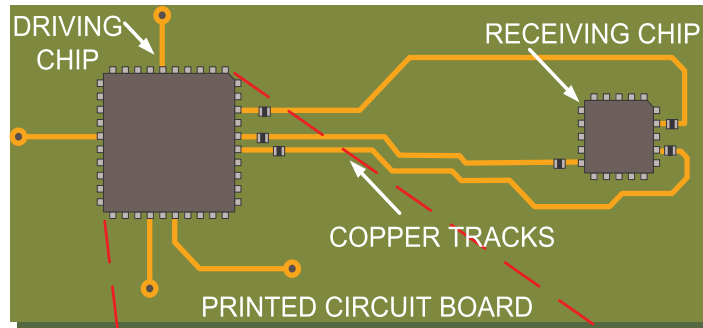 DRIVING
CHIP
RECEIVING CHIP
COPPER TRACKS
PRINTED CIRCUIT BOARD